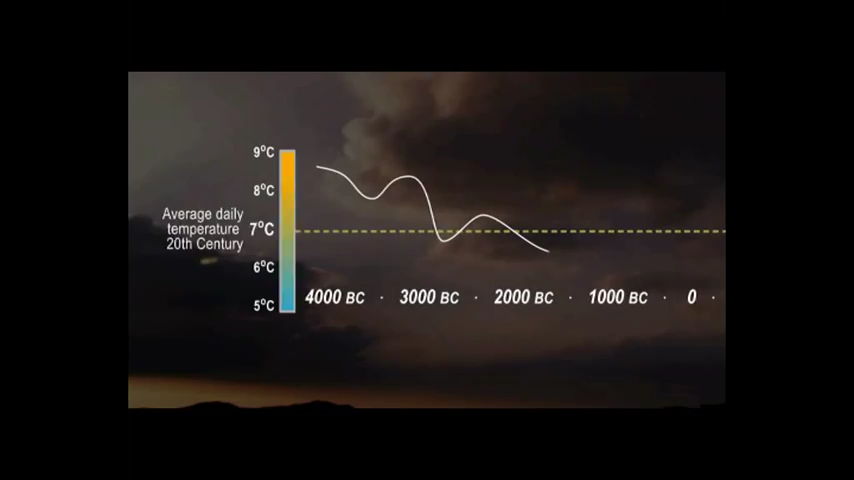 9°C
8°C
Average daily
temperature
20th Century
7°C
6°C
5°C
4000 BC · 3000 BC · 2000 BC · 1000 BC · 0 ·